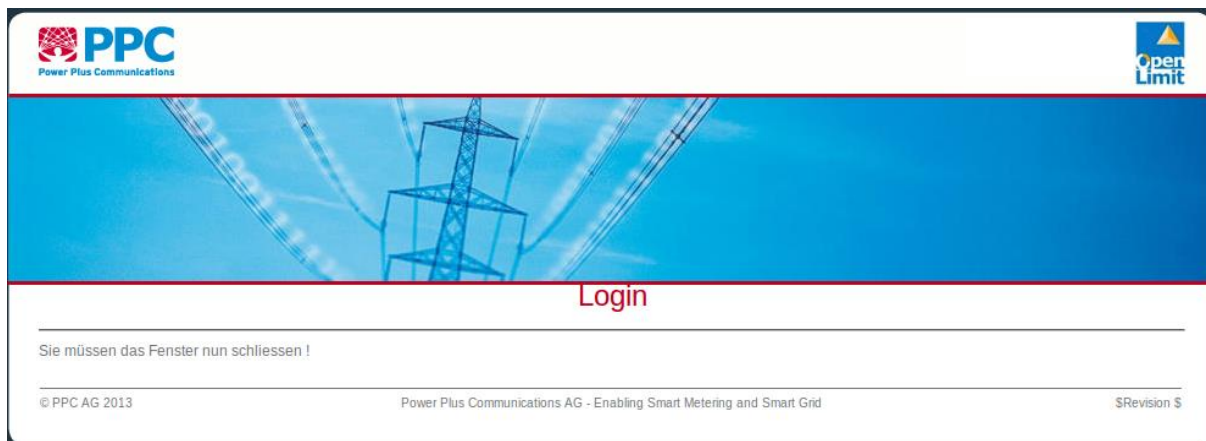 PPC
Power Plus Communications
Open
Limit
Login
Sie müssen das Fenster nun schliessen !
© PPC AG 2013 Power Plus Communications AG - Enabling Smart Metering and Smart Grid $Revision $